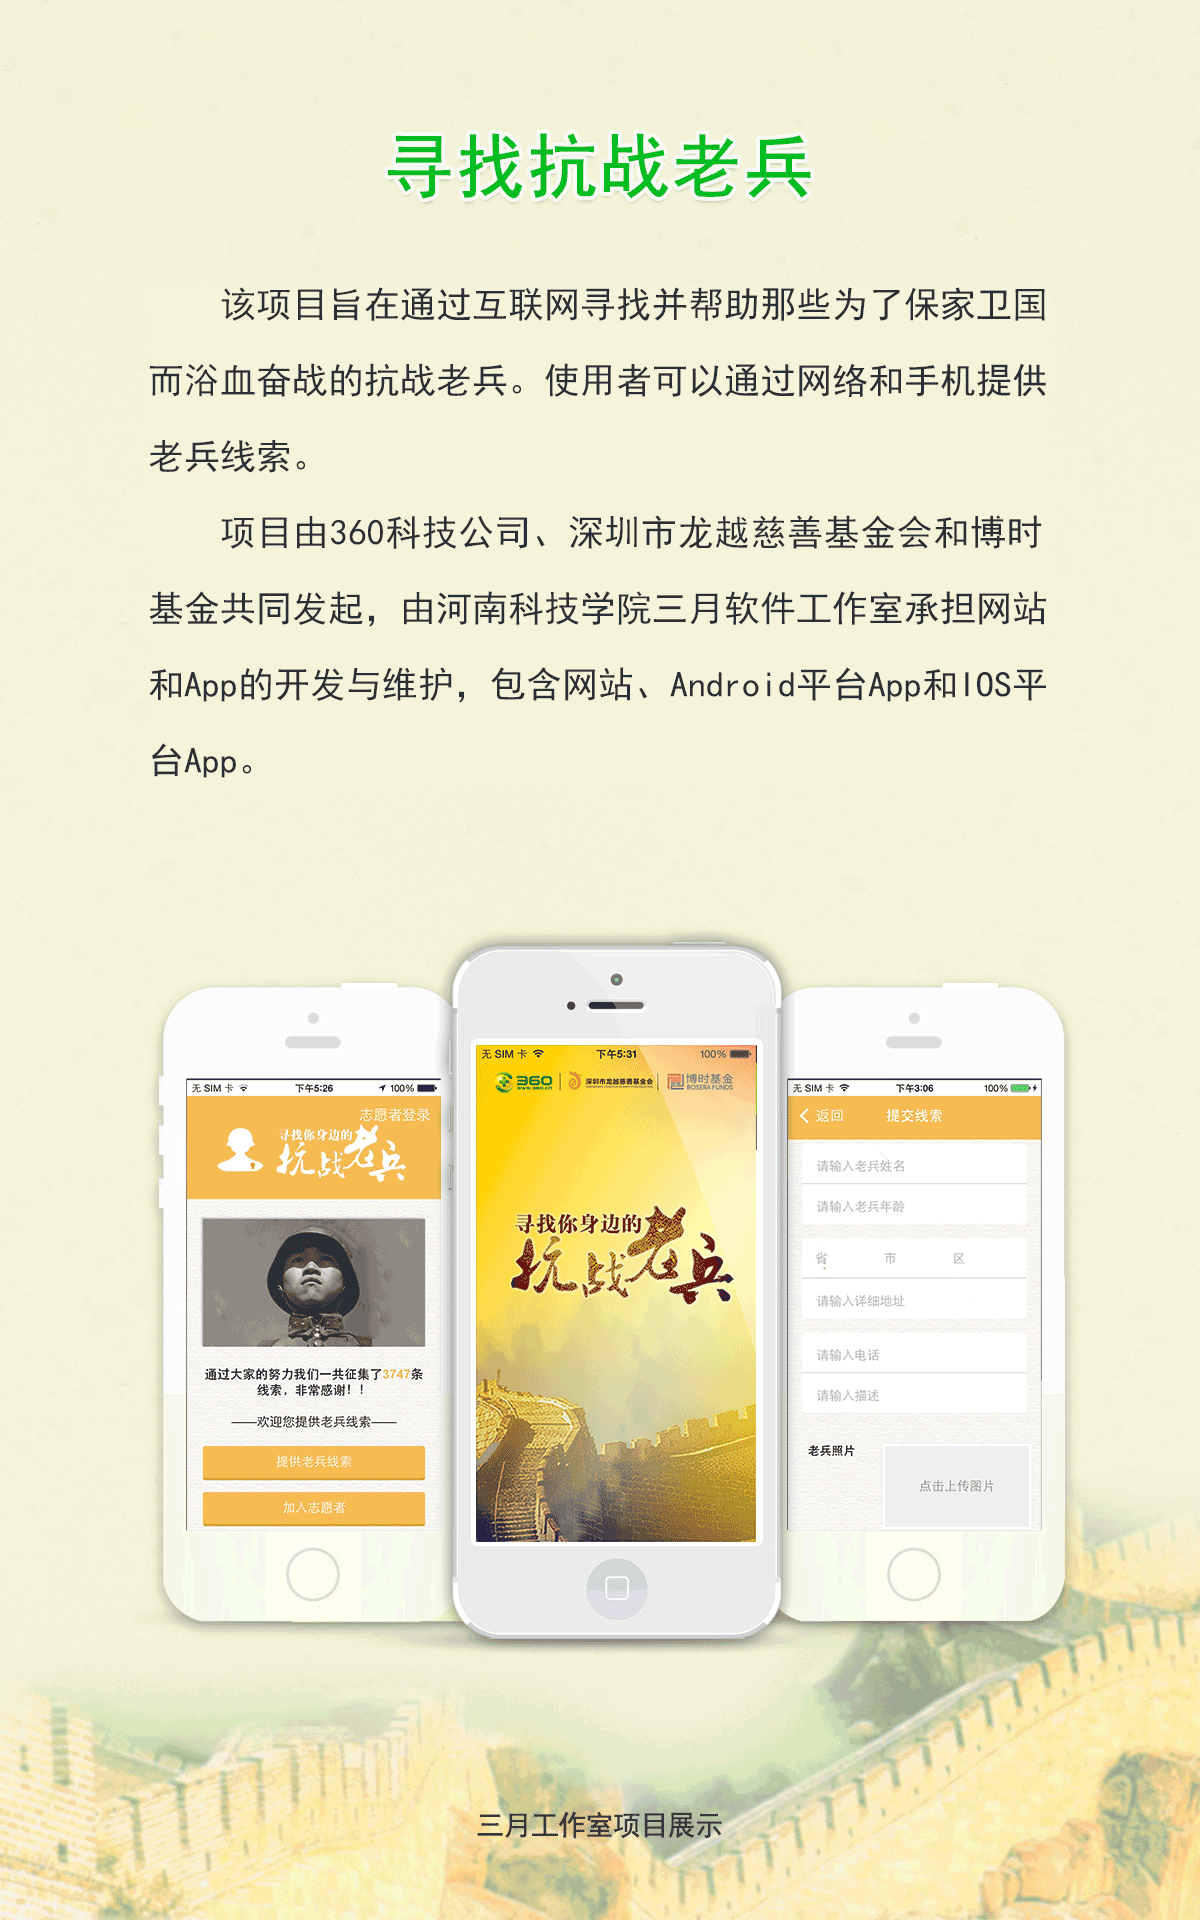 寻找抗战老兵
该项目旨在通过互联网寻找并帮助那些为了保家卫国
而浴血奋战的抗战老兵。使用者可以通过网络和手机提供
老兵线索。
项目由360科技公司、深圳市龙越慈善基金会和博时
基金共同发起，由河南科技学院三月软件工作室承担网站
和App的开发与维护，包含网站、Android平台App和IOS平
台App。
无 SIM 卡 下午5:26 100%
志愿者登录
寻找你身边的
抗战老兵
通过大家的努力我们一共征集了3747条
线索，非常感谢！！
——欢迎您提供老兵线索——
提供老兵线索
加入志愿者
无 SIM 卡 下午5:31 100%
360 深圳市龙越慈善基金会 博时基金
www.360.cn BOSERA FUNDS
寻找你身边的
抗战老兵
无 SIM 卡 下午3:06 100%
返回 提交线索
请输入老兵姓名
请输入老兵年龄
省 市 区
请输入详细地址
请输入电话
请输入描述
老兵照片
点击上传图片
三月工作室项目展示